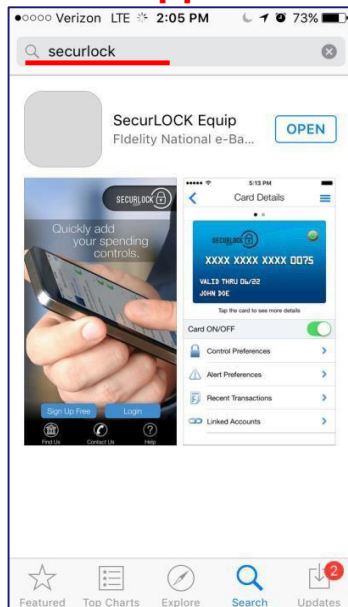 Verizon LTE 2:05 PM 73%
securlock
SecurLOCK Equip
FIdelity National e-Ba...
OPEN
SECURLOCK
Quickly add
your spending
controls.
Sign Up Free
Login
Find Us
Contact Us
Help
5:13 PM
Card Details
SECURLOCK
XXXX XXXX XXXX 0075
VALID THRU 06/22
JOHN DOE
Tap the card to see more details
Card ON/OFF
Control Preferences
Alert Preferences
Recent Transactions
Linked Accounts
Featured
Top Charts
Explore
Search
Updates
2